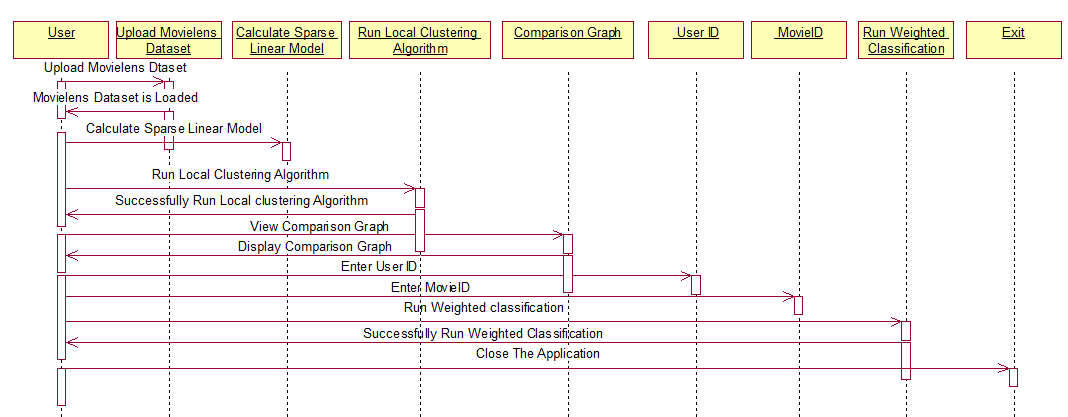 User
Upload Movielens
Dataset
Calculate Sparse
Linear Model
Run Local Clustering
Algorithm
Comparison Graph
User ID
MovieID
Run Weighted
Classification
Exit
Upload Movielens Dtaset
Movielens Dataset is Loaded
Calculate Sparse Linear Model
Run Local Clustering Algorithm
Successfully Run Local clustering Algorithm
View Comparison Graph
Display Comparison Graph
Enter User ID
Enter MovieID
Run Weighted classification
Successfully Run Weighted Classification
Close The Application